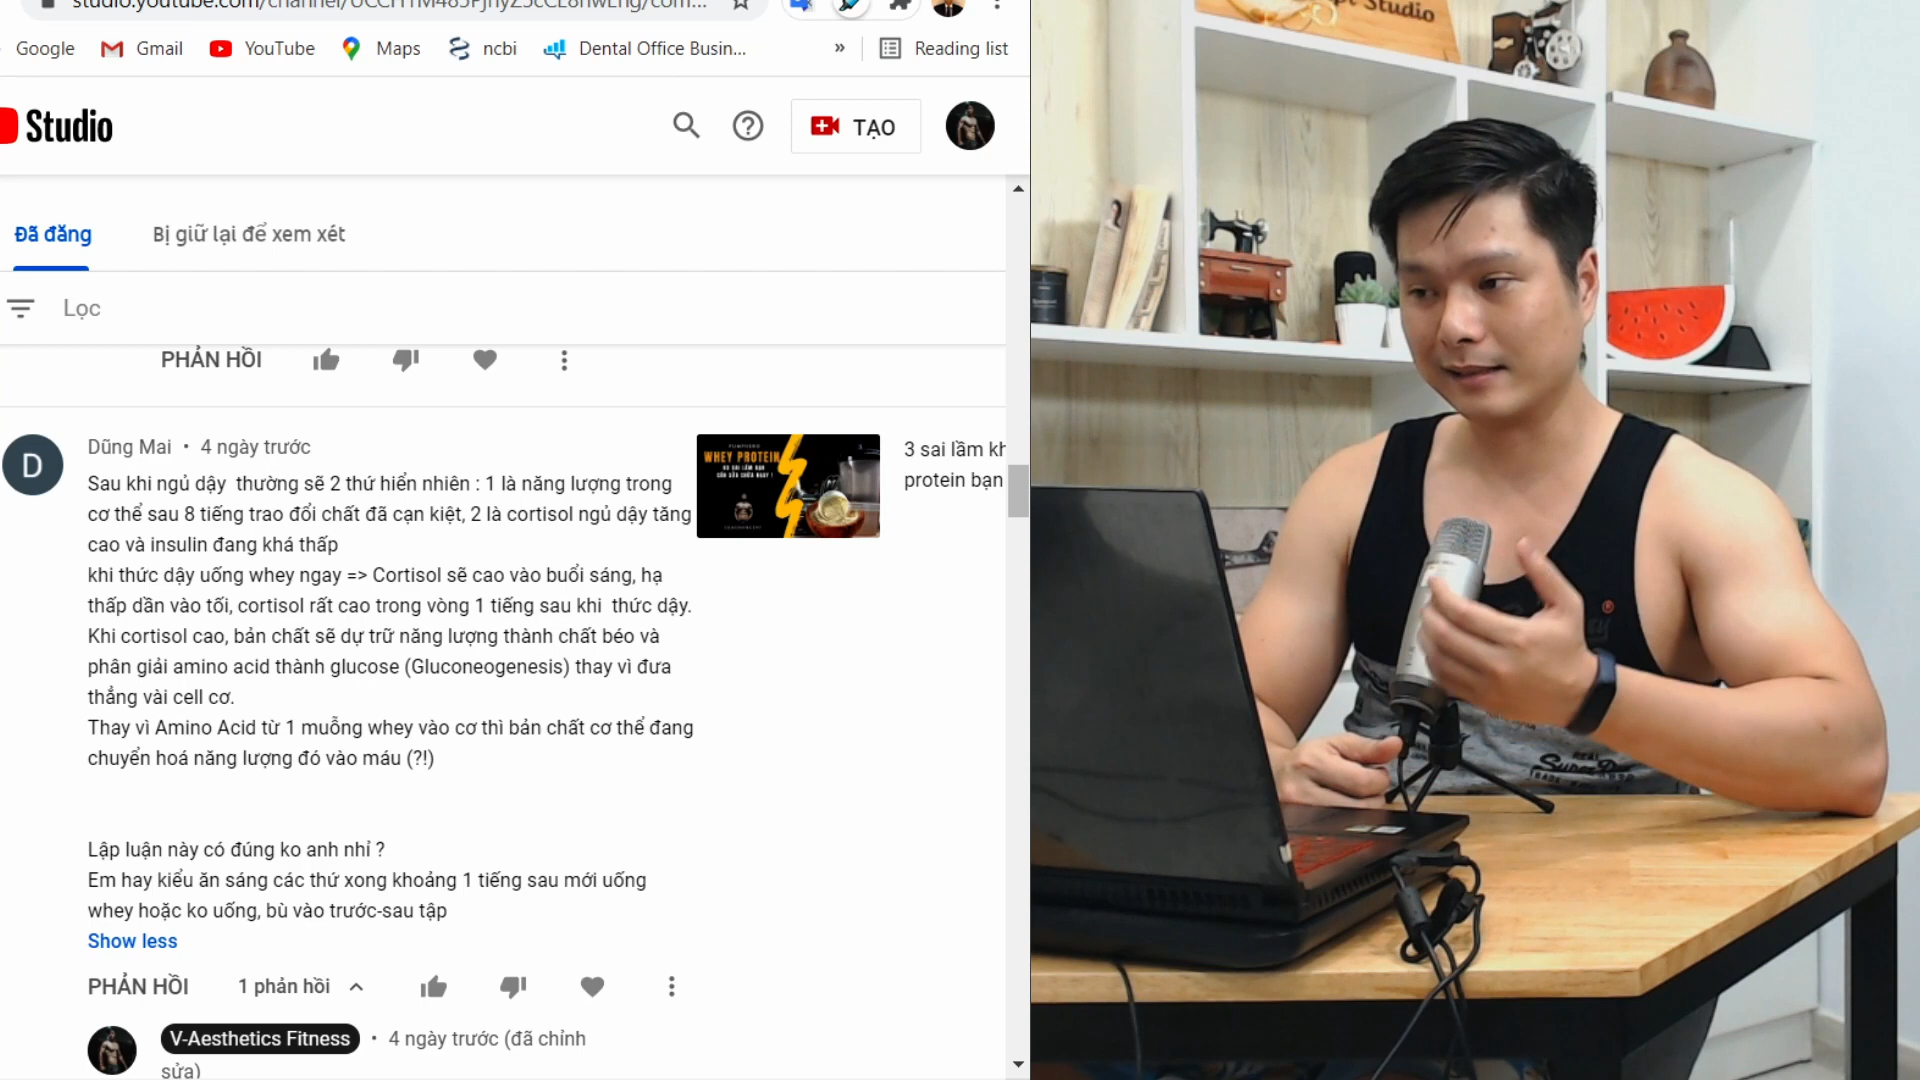 Google Gmail YouTube Maps ncbi Dental Office Busin... » Reading list
Studio TẠO
Đã đăng Bị giữ lại để xem xét
Lọc
PHẢN HỒI
Dũng Mai • 4 ngày trước
Sau khi ngủ dậy thường sẽ 2 thứ hiển nhiên : 1 là năng lượng trong
cơ thể sau 8 tiếng trao đổi chất đã cạn kiệt, 2 là cortisol ngủ dậy tăng
cao và insulin đang khá thấp
khi thức dậy uống whey ngay => Cortisol sẽ cao vào buổi sáng, hạ
thấp dần vào tối, cortisol rất cao trong vòng 1 tiếng sau khi thức dậy.
Khi cortisol cao, bản chất sẽ dự trữ năng lượng thành chất béo và
phân giải amino acid thành glucose (Gluconeogenesis) thay vì đưa
thẳng vài cell cơ.
Thay vì Amino Acid từ 1 muỗng whey vào cơ thì bản chất cơ thể đang
chuyển hoá năng lượng đó vào máu (?!)
Lập luận này có đúng ko anh nhỉ ?
Em hay kiểu ăn sáng các thứ xong khoảng 1 tiếng sau mới uống
whey hoặc ko uống, bù vào trước-sau tập
Show less
PHẢN HỒI 1 phản hồi
D
WHEY PROTEIN
3 sai lầm
protein bạn
V-Aesthetics Fitness • 4 ngày trước (đã chỉnh
sửa)
Studio